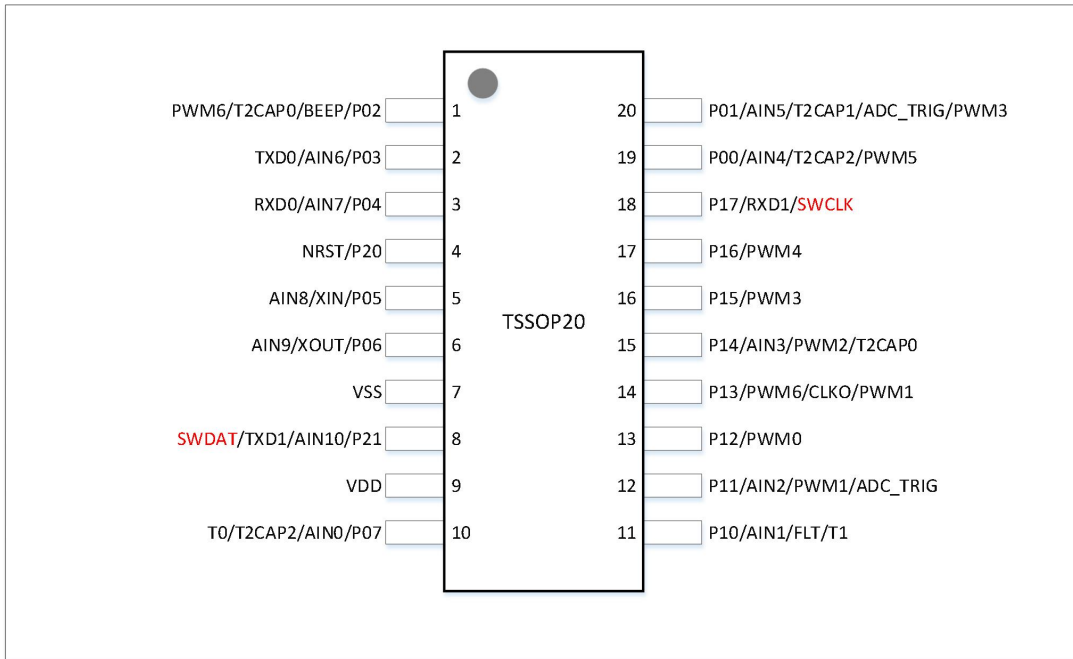 PWM6/T2CAP0/BEEP/P02 1 20 P01/AIN5/T2CAP1/ADC_TRIG/PWM3
TXD0/AIN6/P03 2 19 P00/AIN4/T2CAP2/PWM5
RXD0/AIN7/P04 3 18 P17/RXD1/SWCLK
NRST/P20 4 17 P16/PWM4
AIN8/XIN/P05 5 16 P15/PWM3
TSSOP20
AIN9/XOUT/P06 6 15 P14/AIN3/PWM2/T2CAP0
VSS 7 14 P13/PWM6/CLKO/PWM1
SWDAT/TXD1/AIN10/P21 8 13 P12/PWM0
VDD 9 12 P11/AIN2/PWM1/ADC_TRIG
T0/T2CAP2/AIN0/P07 10 11 P10/AIN1/FLT/T1